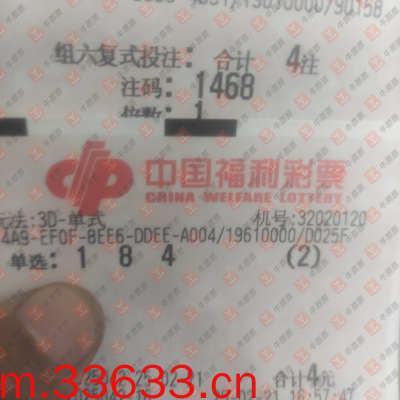 组六复式投注: 合计 4注
注码: 1468
倍数: 1
中国福利彩票
CHINA WELFARE LOTTERY
玩法: 3D-单式 机号: 32020120
4A9-EF0F-8EE6-DDEE-A004/19610000/D025F
单选: 1 8 4 (2)
合计4元
m.33633.com.cn